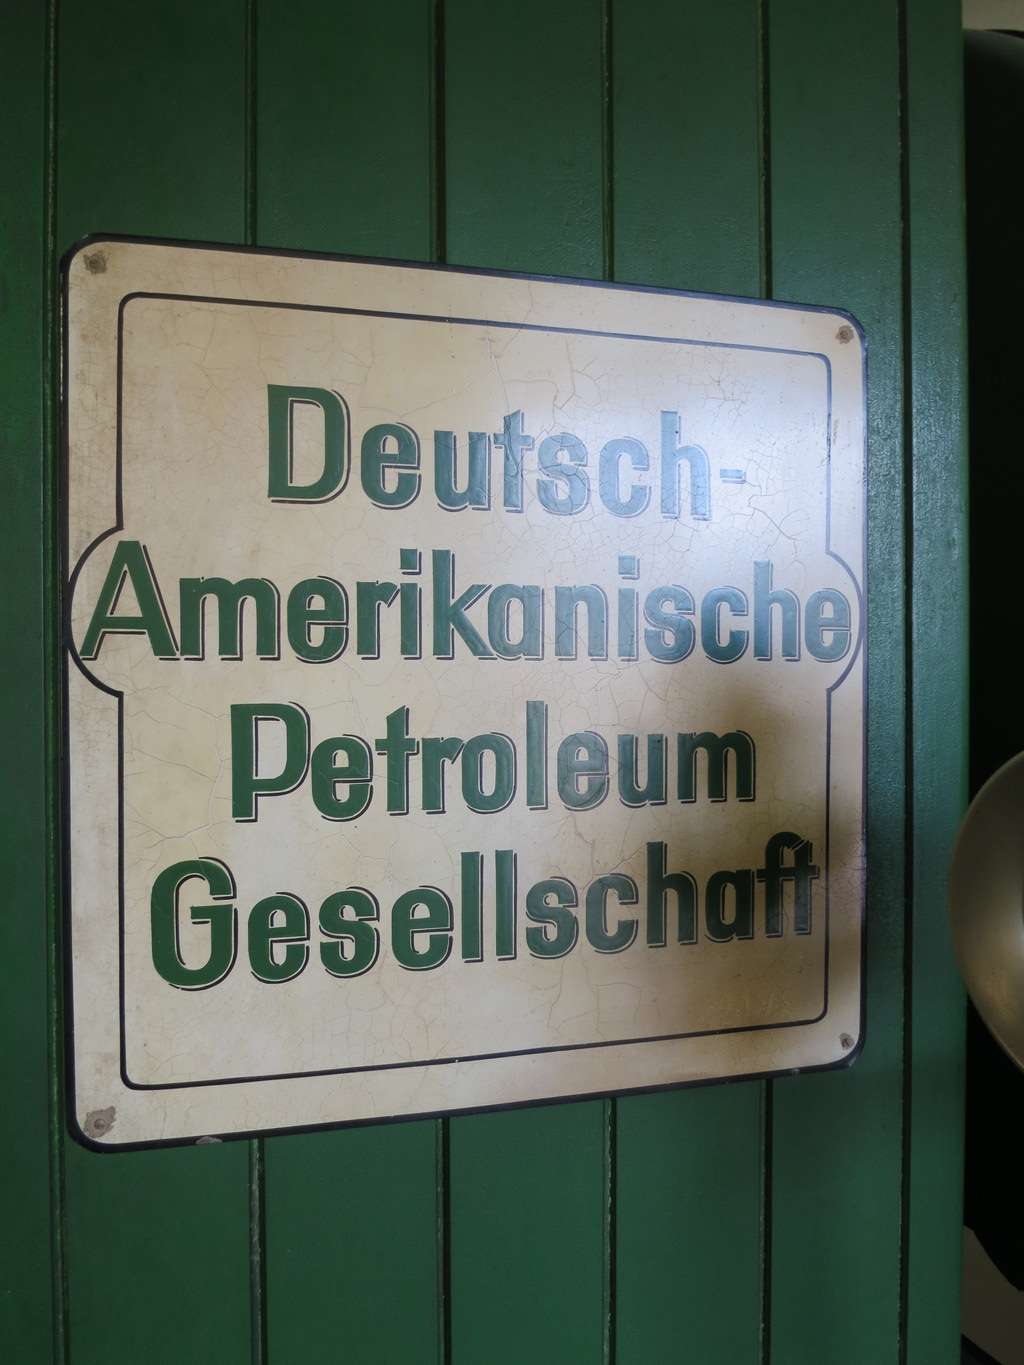 Deutsch-
Amerikanische
Petroleum
Gesellschaft